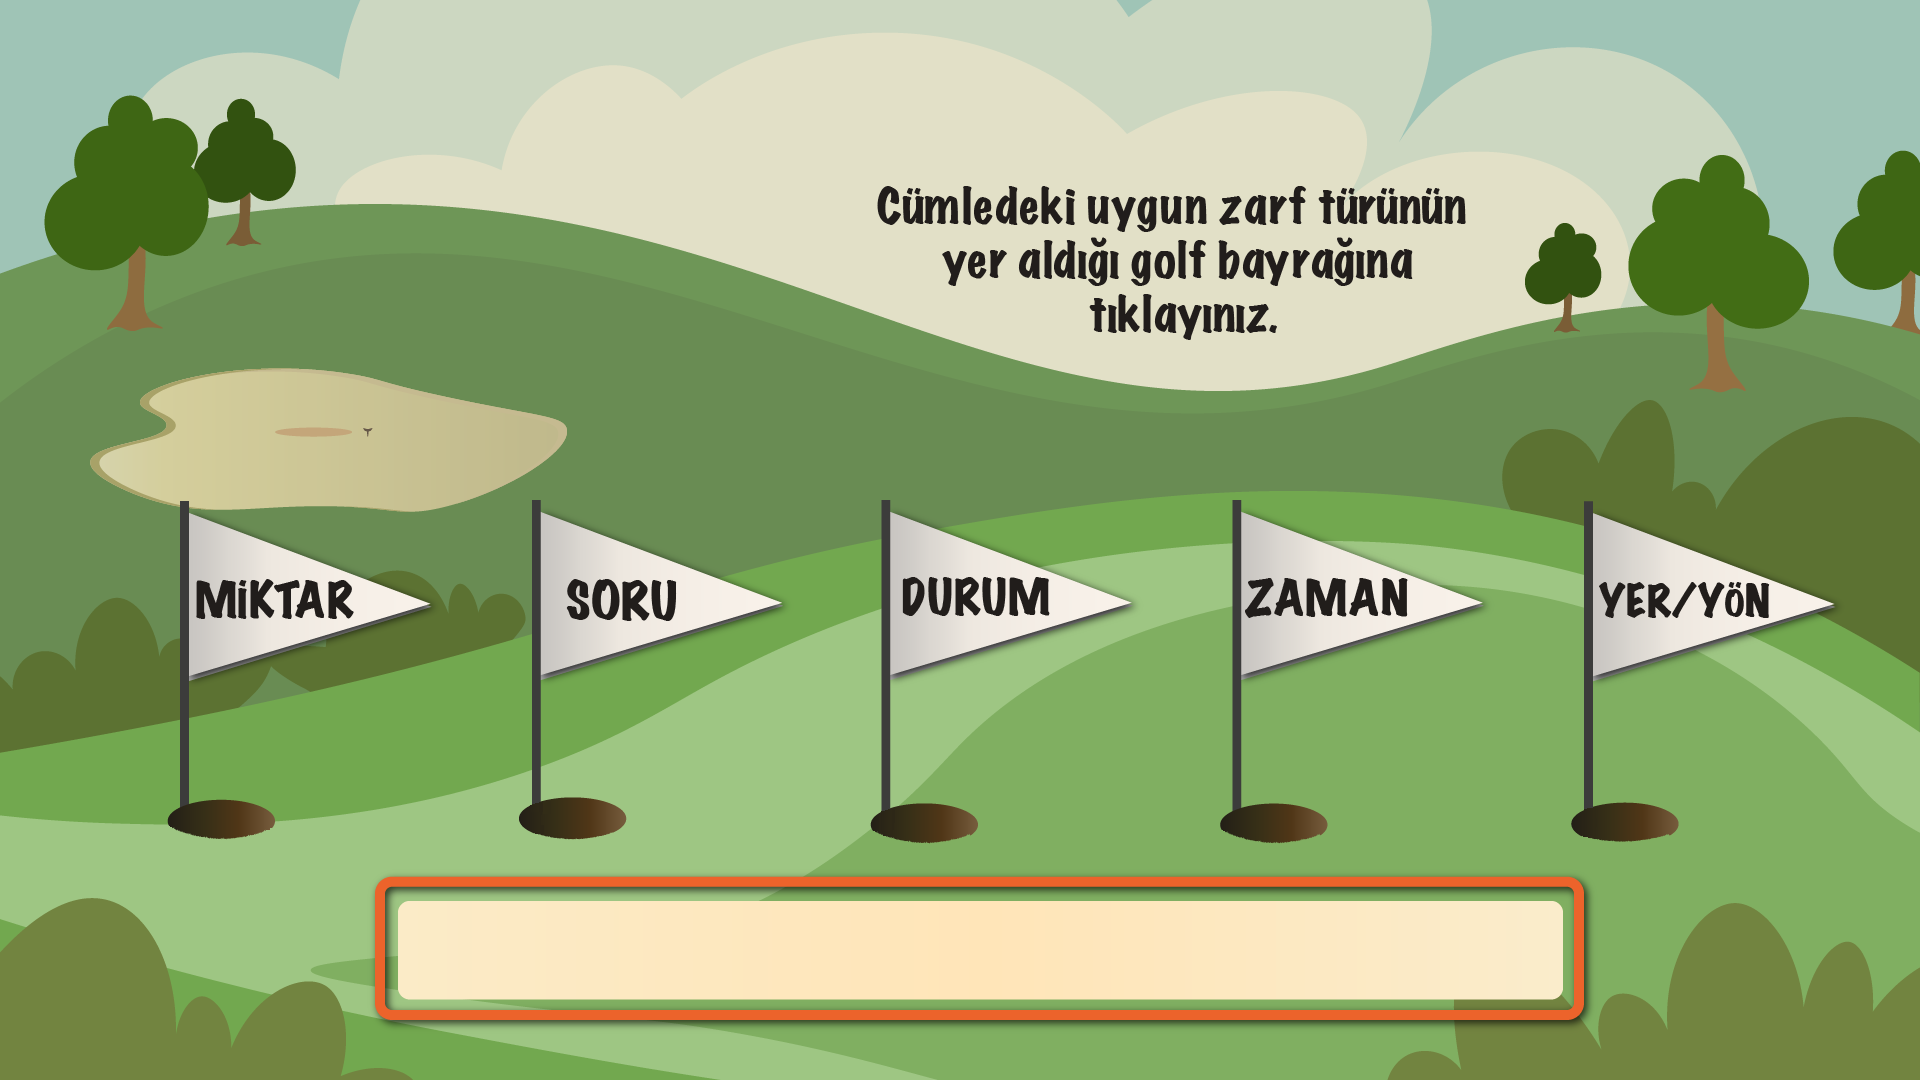 Cümledeki uygun zarf türünün
yer aldığı golf bayrağına
tıklayınız.
MİKTAR
SORU
DURUM
ZAMAN
YER/YÖN